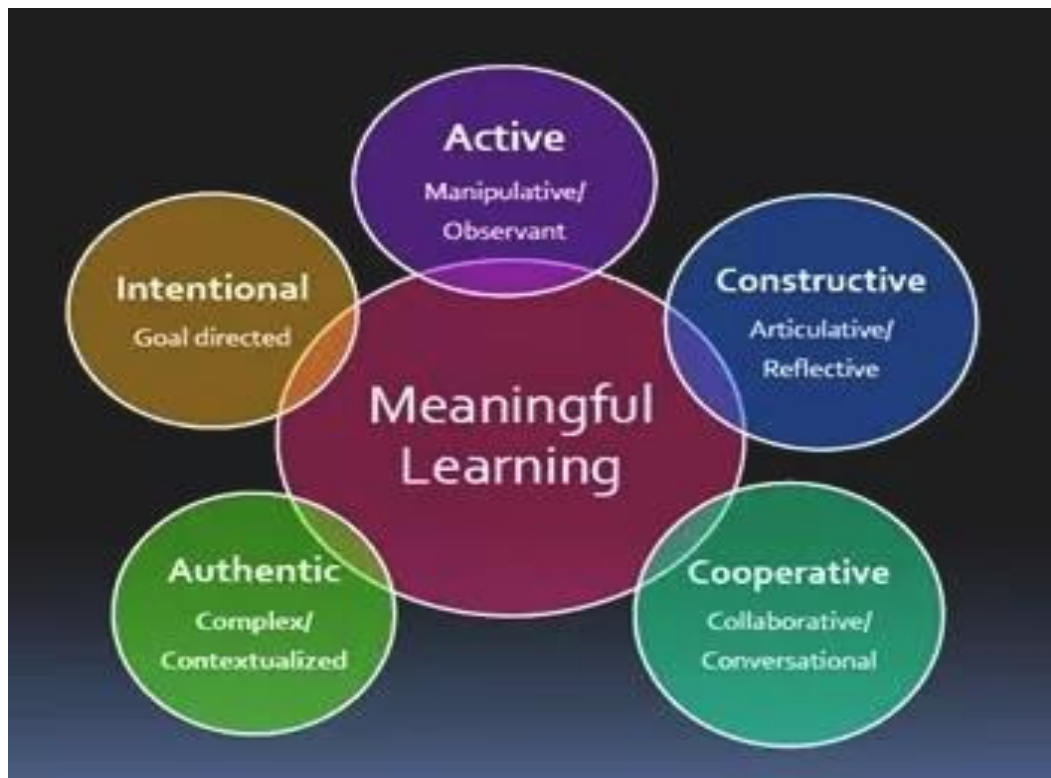 Active
Manipulative/
Observant
Constructive
Articulative/
Reflective
Cooperative
Collaborative/
Conversational
Authentic
Complex/
Contextualized
Intentional
Goal directed
Meaningful
Learning